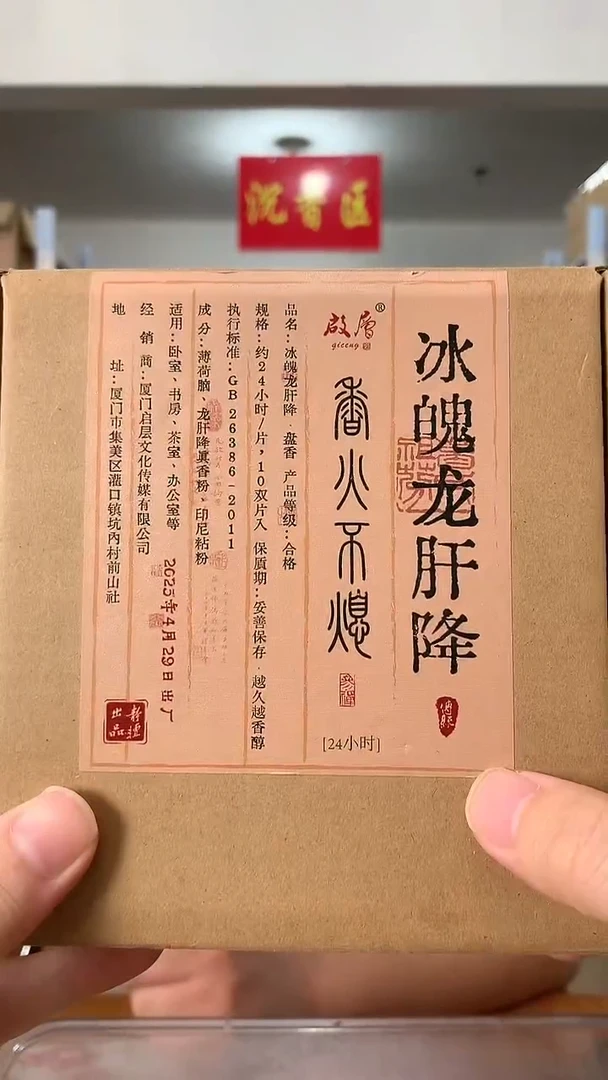 沉香区
冰魄龙肝降
啟層®
qiceng
香火不熄
[24小时]
品名：冰魄龙肝降·盘香 产品等级：合格
规格：约24小时/片，10双片入 保质期：妥善保存·越久越香醇
执行标准：GB 26386-2011
成分：薄荷脑、龙肝降真香粉、印尼粘粉
适用：卧室、书房、茶室、办公室等
2025年4月29日出厂
经销商：厦门启层文化传媒有限公司
地址：厦门市集美区灌口镇坑内村前山社